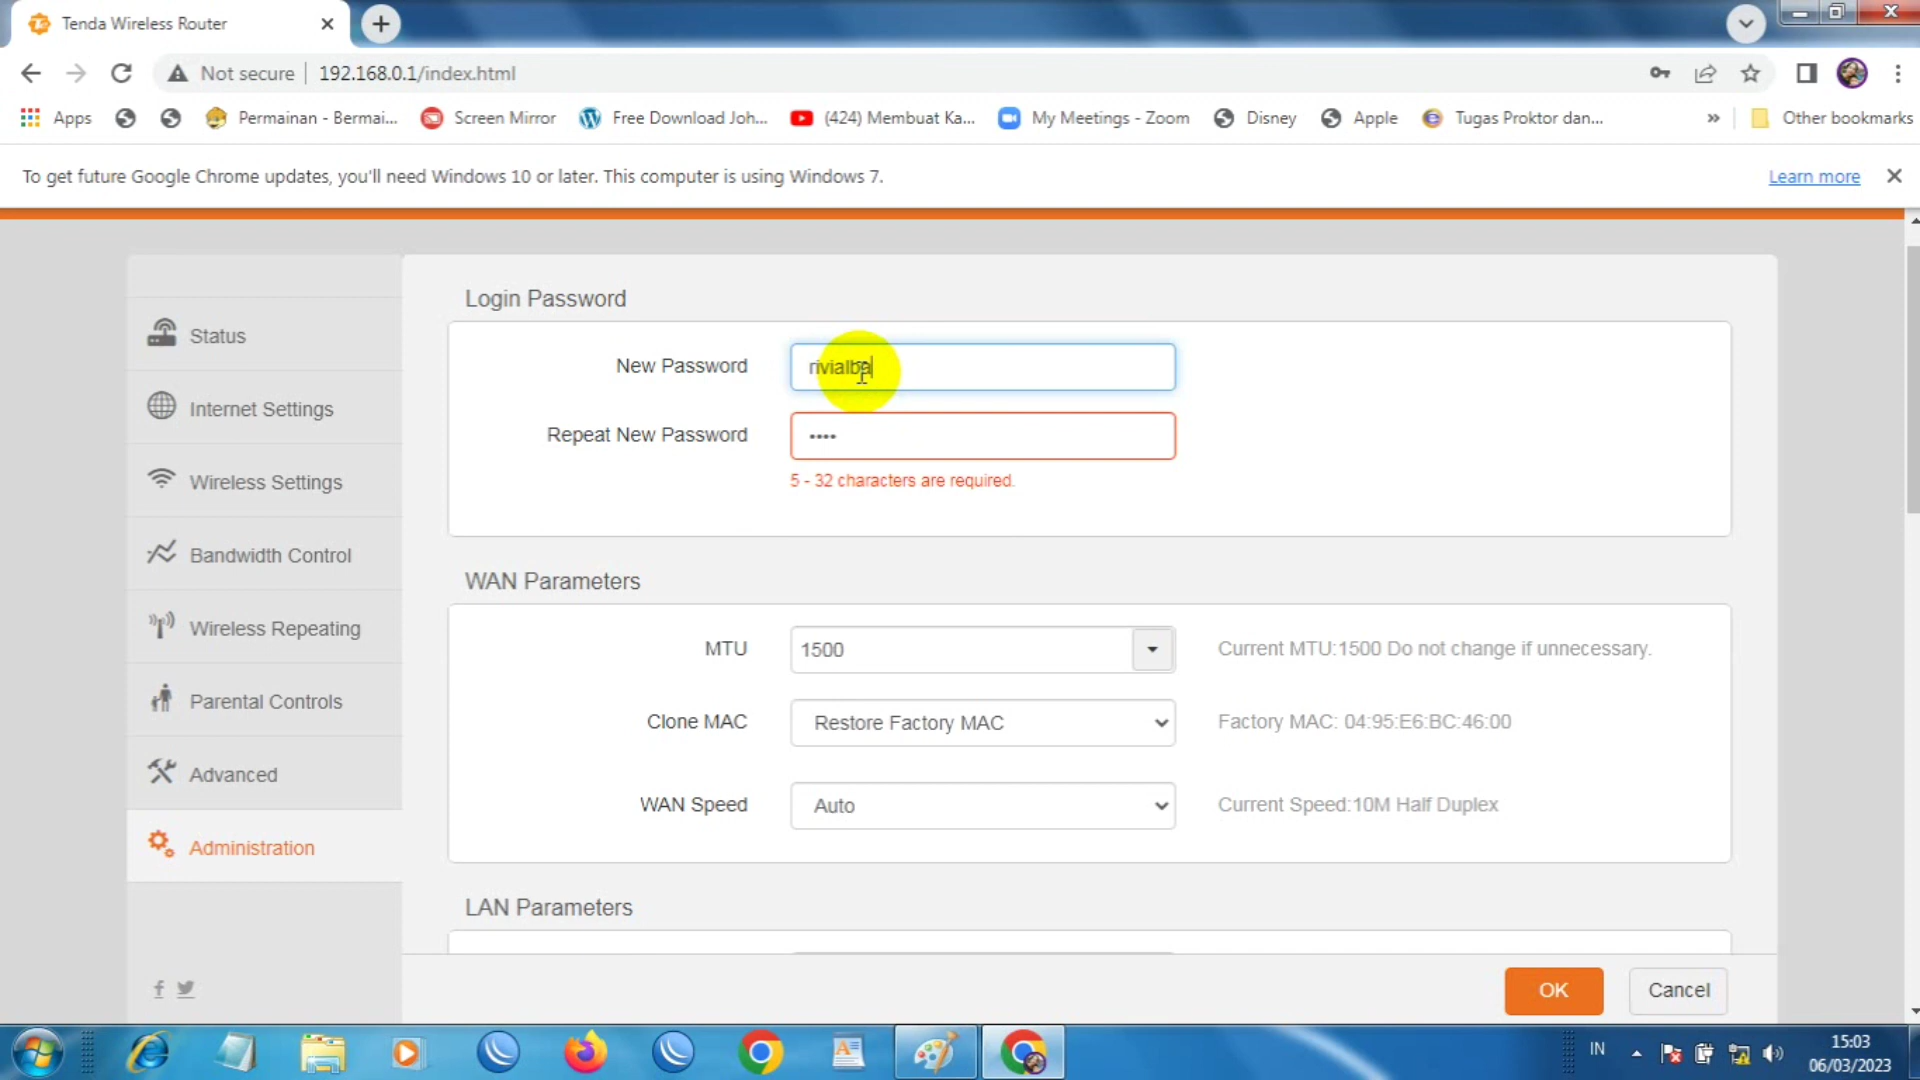 Tenda Wireless Router
Not secure 192.168.0.1/index.html
Apps Permainan - Bermai... Screen Mirror Free Download Joh... (424) Membuat Ka... My Meetings - Zoom Disney Apple Tugas Proktor dan... » Other bookmarks
To get future Google Chrome updates, you'll need Windows 10 or later. This computer is using Windows 7. Learn more
Login Password
New Password rivialba
Repeat New Password ••••
5 - 32 characters are required.
Status
Internet Settings
Wireless Settings
Bandwidth Control
Wireless Repeating
Parental Controls
Advanced
Administration
WAN Parameters
MTU 1500 Current MTU:1500 Do not change if unnecessary.
Clone MAC Restore Factory MAC Factory MAC: 04:95:E6:BC:46:00
WAN Speed Auto Current Speed:10M Half Duplex
LAN Parameters
OK Cancel
IN 15:03
06/03/2023